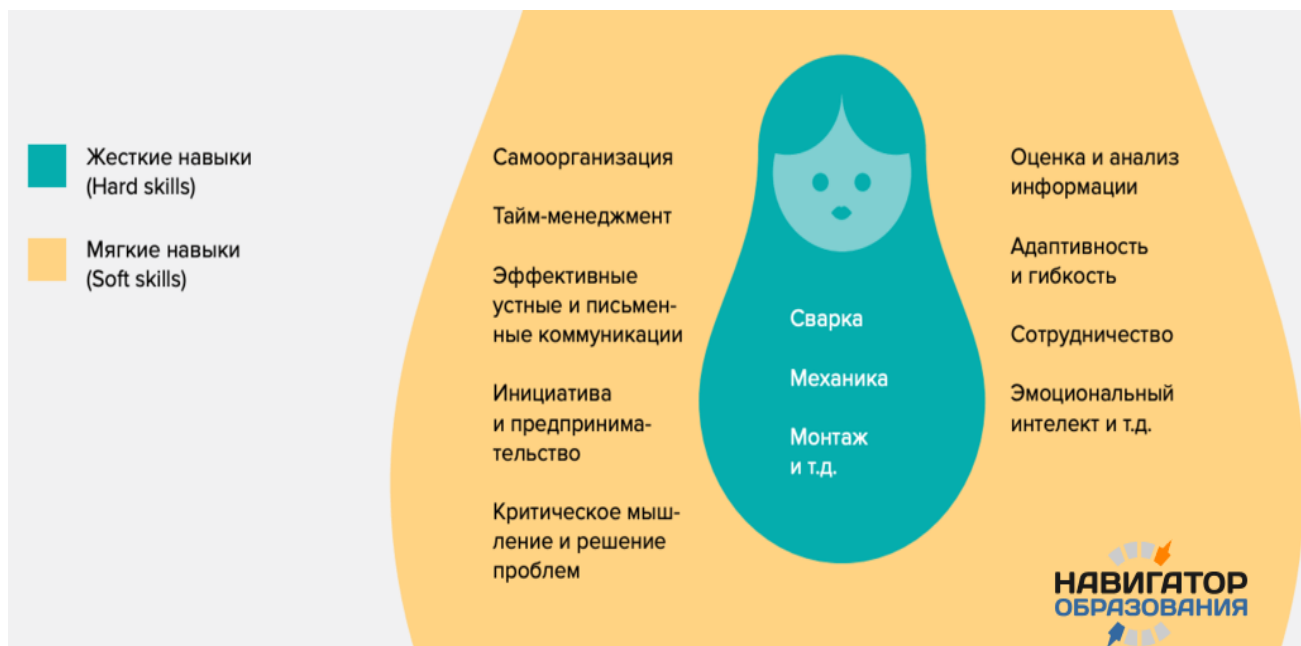 Жесткие навыки
(Hard skills)
Мягкие навыки
(Soft skills)
Самоорганизация
Тайм-менеджмент
Эффективные
устные и письмен-
ные коммуникации
Инициатива
и предпринима-
тельство
Критическое мыш-
ление и решение
проблем
Сварка
Механика
Монтаж
и т.д.
Оценка и анализ
информации
Адаптивность
и гибкость
Сотрудничество
Эмоциональный
интелект и т.д.
НАВИГАТОР
ОБРАЗОВАНИЯ